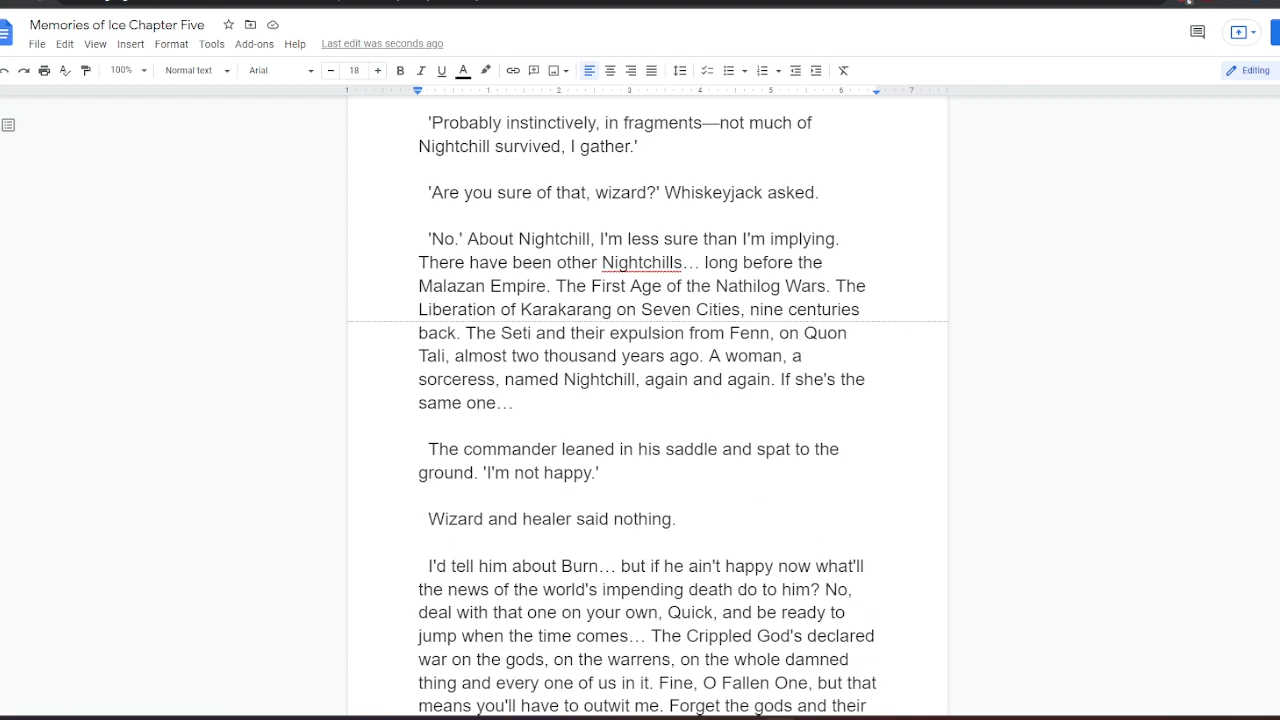 Memories of Ice Chapter Five
File Edit View Insert Format Tools Add-ons Help Last edit was seconds ago
100% Normal text Arial 18 B I U A Editing
1 1 2 3 4 5 6 7
'Probably instinctively, in fragments—not much of
Nightchill survived, I gather.'
'Are you sure of that, wizard?' Whiskeyjack asked.
'No.' About Nightchill, I'm less sure than I'm implying.
There have been other Nightchills… long before the
Malazan Empire. The First Age of the Nathilog Wars. The
Liberation of Karakarang on Seven Cities, nine centuries
back. The Seti and their expulsion from Fenn, on Quon
Tali, almost two thousand years ago. A woman, a
sorceress, named Nightchill, again and again. If she's the
same one…
The commander leaned in his saddle and spat to the
ground. 'I'm not happy.'
Wizard and healer said nothing.
I'd tell him about Burn… but if he ain't happy now what'll
the news of the world's impending death do to him? No,
deal with that one on your own, Quick, and be ready to
jump when the time comes… The Crippled God's declared
war on the gods, on the warrens, on the whole damned
thing and every one of us in it. Fine, O Fallen One, but that
means you'll have to outwit me. Forget the gods and their